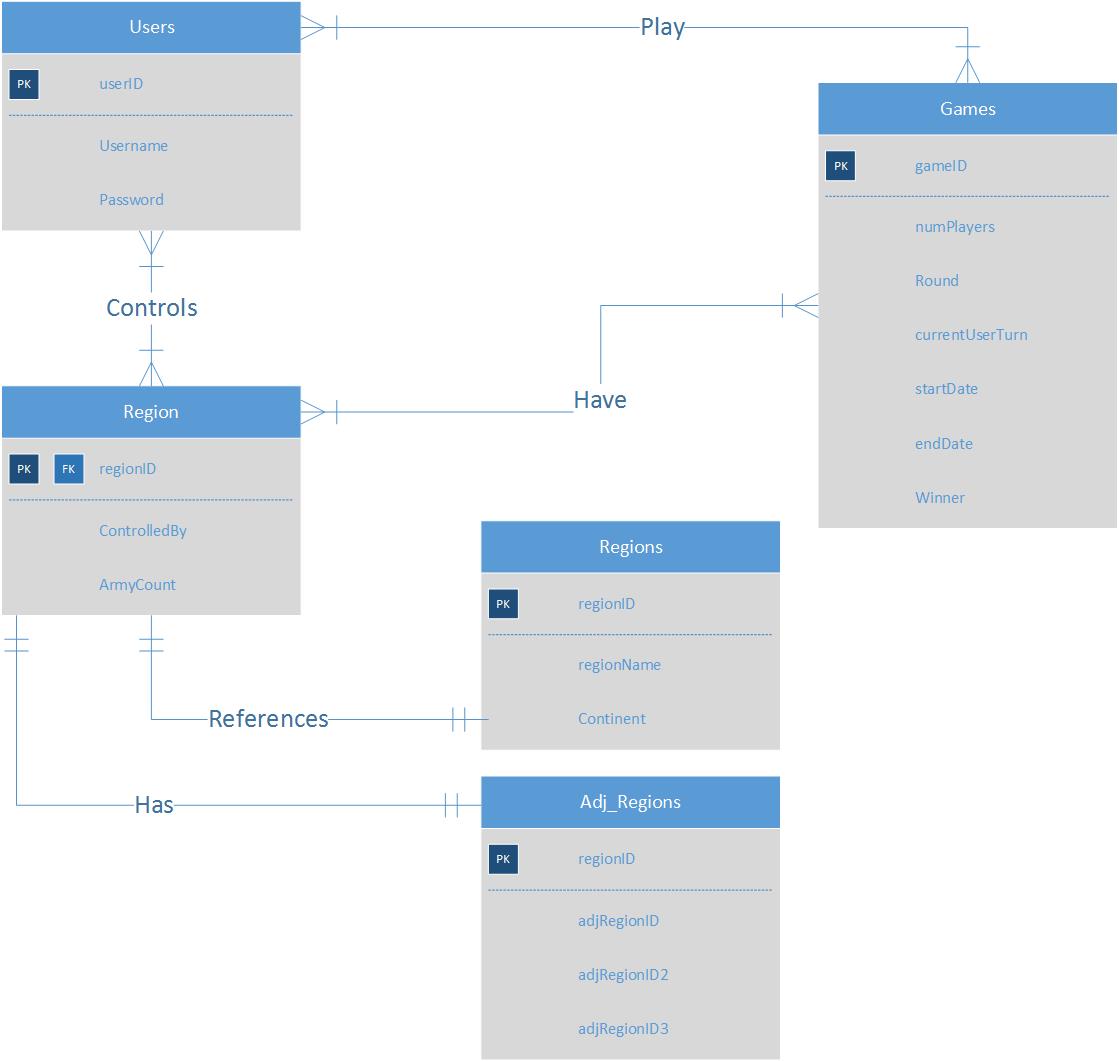 Users
PK userID
Username
Password
Play
Games
PK gameID
numPlayers
Round
currentUserTurn
startDate
endDate
Winner
Controls
Have
Region
PK FK regionID
ControlledBy
ArmyCount
Regions
PK regionID
regionName
Continent
References
Has
Adj_Regions
PK regionID
adjRegionID
adjRegionID2
adjRegionID3